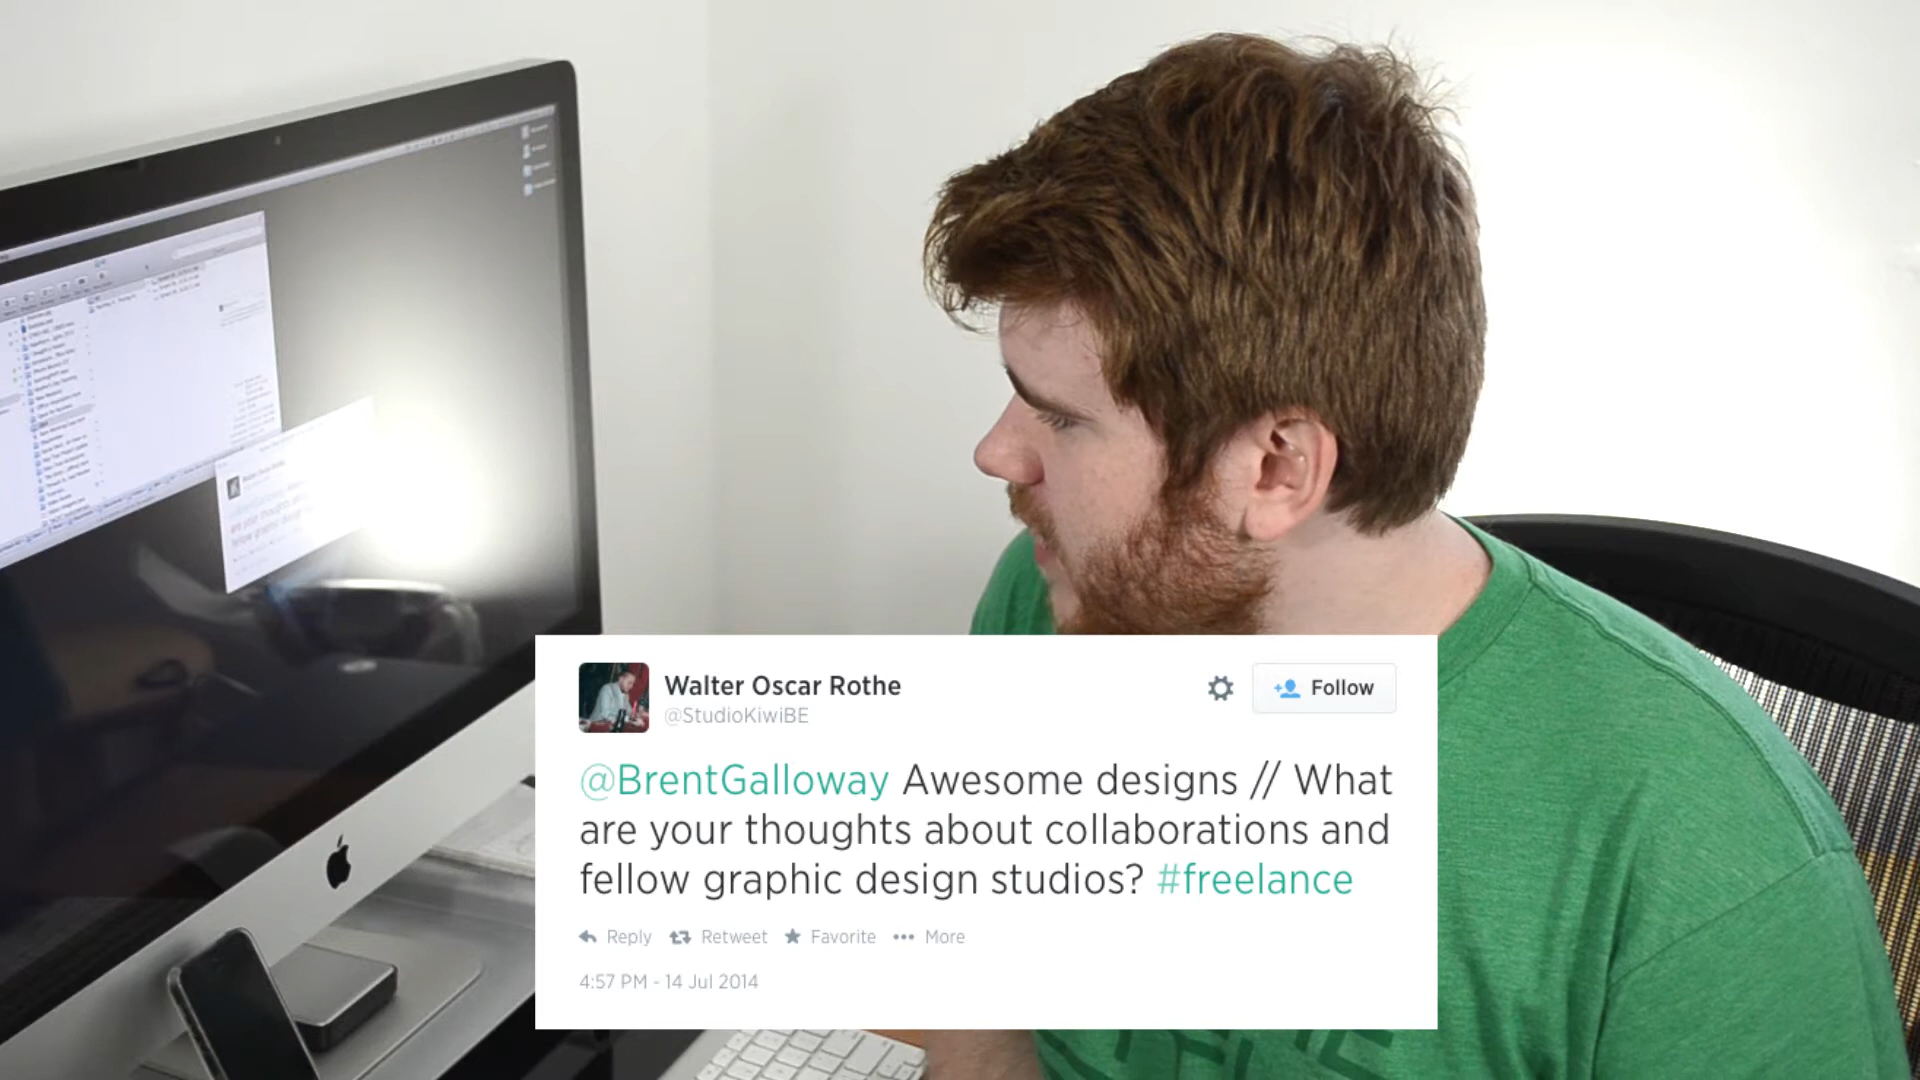 Walter Oscar Rothe
@StudioKiwiBE
Follow
@BrentGalloway Awesome designs // What
are your thoughts about collaborations and
fellow graphic design studios? #freelance
Reply Retweet Favorite More
4:57 PM - 14 Jul 2014